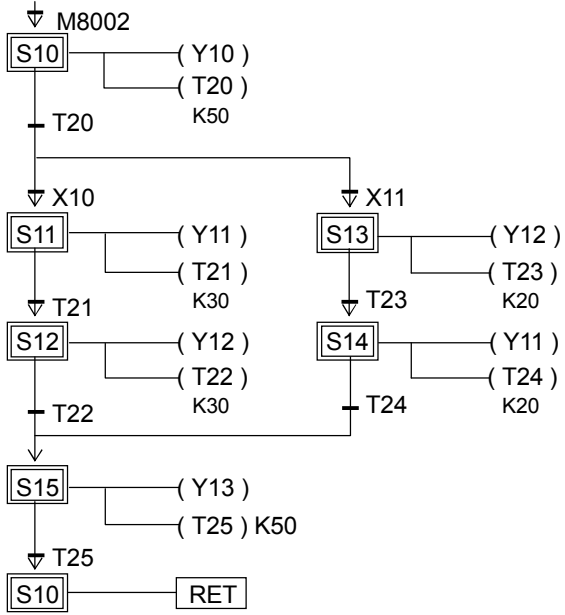 M8002
S10 ( Y10 )
( T20 )
K50
T20
X10 X11
S11 ( Y11 ) S13 ( Y12 )
( T21 ) ( T23 )
K30 K20
T21 T23
S12 ( Y12 ) S14 ( Y11 )
( T22 ) ( T24 )
K30 K20
T22 T24
S15 ( Y13 )
( T25 ) K50
T25
S10 RET